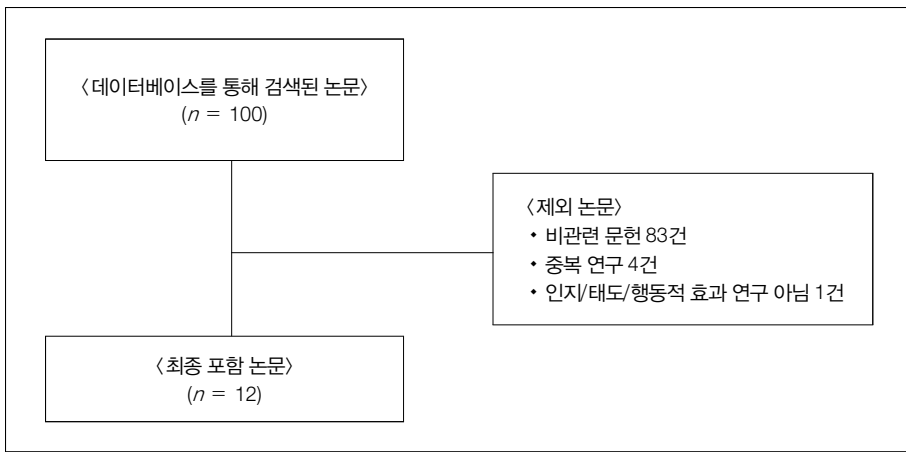 〈데이터베이스를 통해 검색된 논문〉
(n = 100)
〈제외 논문〉
• 비관련 문헌 83건
• 중복 연구 4건
• 인지/태도/행동적 효과 연구 아님 1건
〈최종 포함 논문〉
(n = 12)